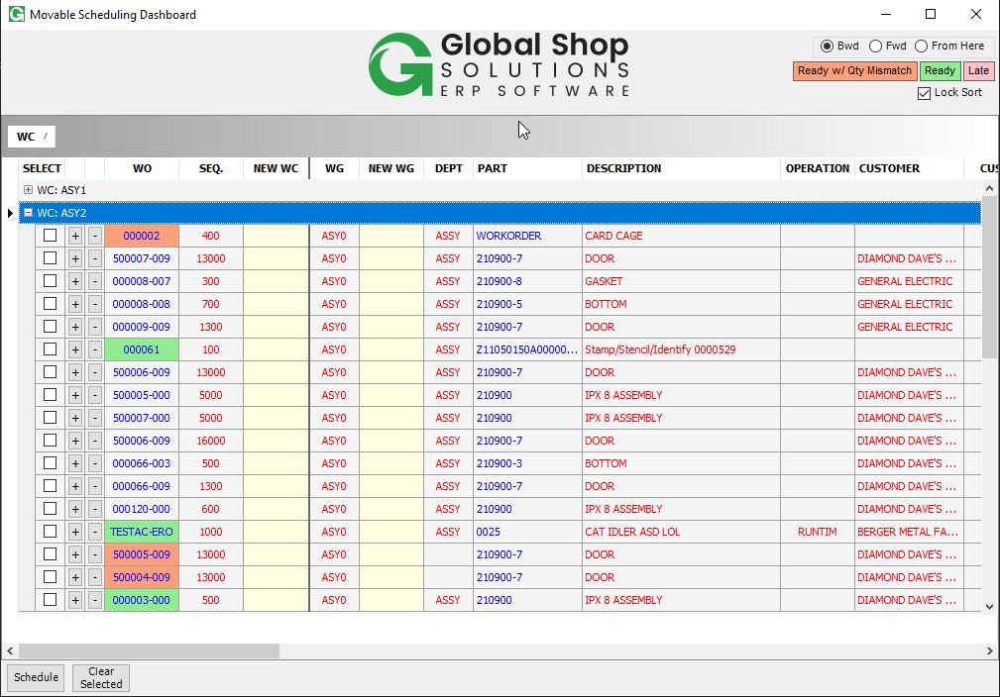 Movable Scheduling Dashboard
Global Shop
SOLUTIONS
ERP SOFTWARE
Bwd Fwd From Here
Ready w/ Qty Mismatch Ready Late
Lock Sort
WC /
SELECT WO SEQ. NEW WC WG NEW WG DEPT PART DESCRIPTION OPERATION CUSTOMER CUS
WC: ASY1
WC: ASY2
+ - 000002 400 ASY0 ASSY WORKORDER CARD CAGE
+ - 500007-009 13000 ASY0 ASSY 210900-7 DOOR DIAMOND DAVE'S ...
+ - 000008-007 300 ASY0 ASSY 210900-8 GASKET GENERAL ELECTRIC
+ - 000008-008 700 ASY0 ASSY 210900-5 BOTTOM GENERAL ELECTRIC
+ - 000009-009 1300 ASY0 ASSY 210900-7 DOOR GENERAL ELECTRIC
+ - 000061 100 ASY0 ASSY Z11050150A00000... Stamp/Stencil/Identify 0000529
+ - 500006-009 13000 ASY0 ASSY 210900-7 DOOR DIAMOND DAVE'S ...
+ - 500005-000 5000 ASY0 ASSY 210900 IPX 8 ASSEMBLY DIAMOND DAVE'S ...
+ - 500007-000 5000 ASY0 ASSY 210900 IPX 8 ASSEMBLY DIAMOND DAVE'S ...
+ - 500006-009 16000 ASY0 ASSY 210900-7 DOOR DIAMOND DAVE'S ...
+ - 000066-003 500 ASY0 ASSY 210900-3 BOTTOM DIAMOND DAVE'S ...
+ - 000066-009 1300 ASY0 ASSY 210900-7 DOOR DIAMOND DAVE'S ...
+ - 000120-000 600 ASY0 ASSY 210900 IPX 8 ASSEMBLY DIAMOND DAVE'S ...
+ - TESTAC-ERO 1000 ASY0 ASSY 0025 CAT IDLER ASD LOL RUNTIM BERGER METAL FA...
+ - 500005-009 13000 ASY0 210900-7 DOOR DIAMOND DAVE'S ...
+ - 500004-009 13000 ASY0 210900-7 DOOR DIAMOND DAVE'S ...
+ - 000003-000 500 ASY0 ASSY 210900 IPX 8 ASSEMBLY DIAMOND DAVE'S ...
Schedule
Clear
Selected